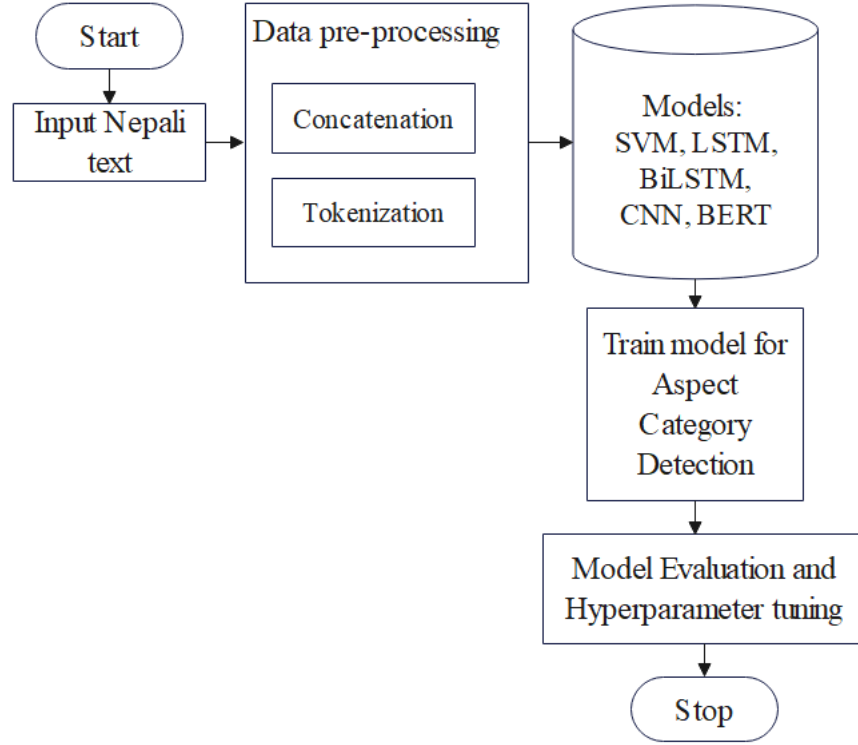 Start
Input Nepali
text
Data pre-processing
Concatenation
Tokenization
Models:
SVM, LSTM,
BiLSTM,
CNN, BERT
Train model for
Aspect
Category
Detection
Model Evaluation and
Hyperparameter tuning
Stop